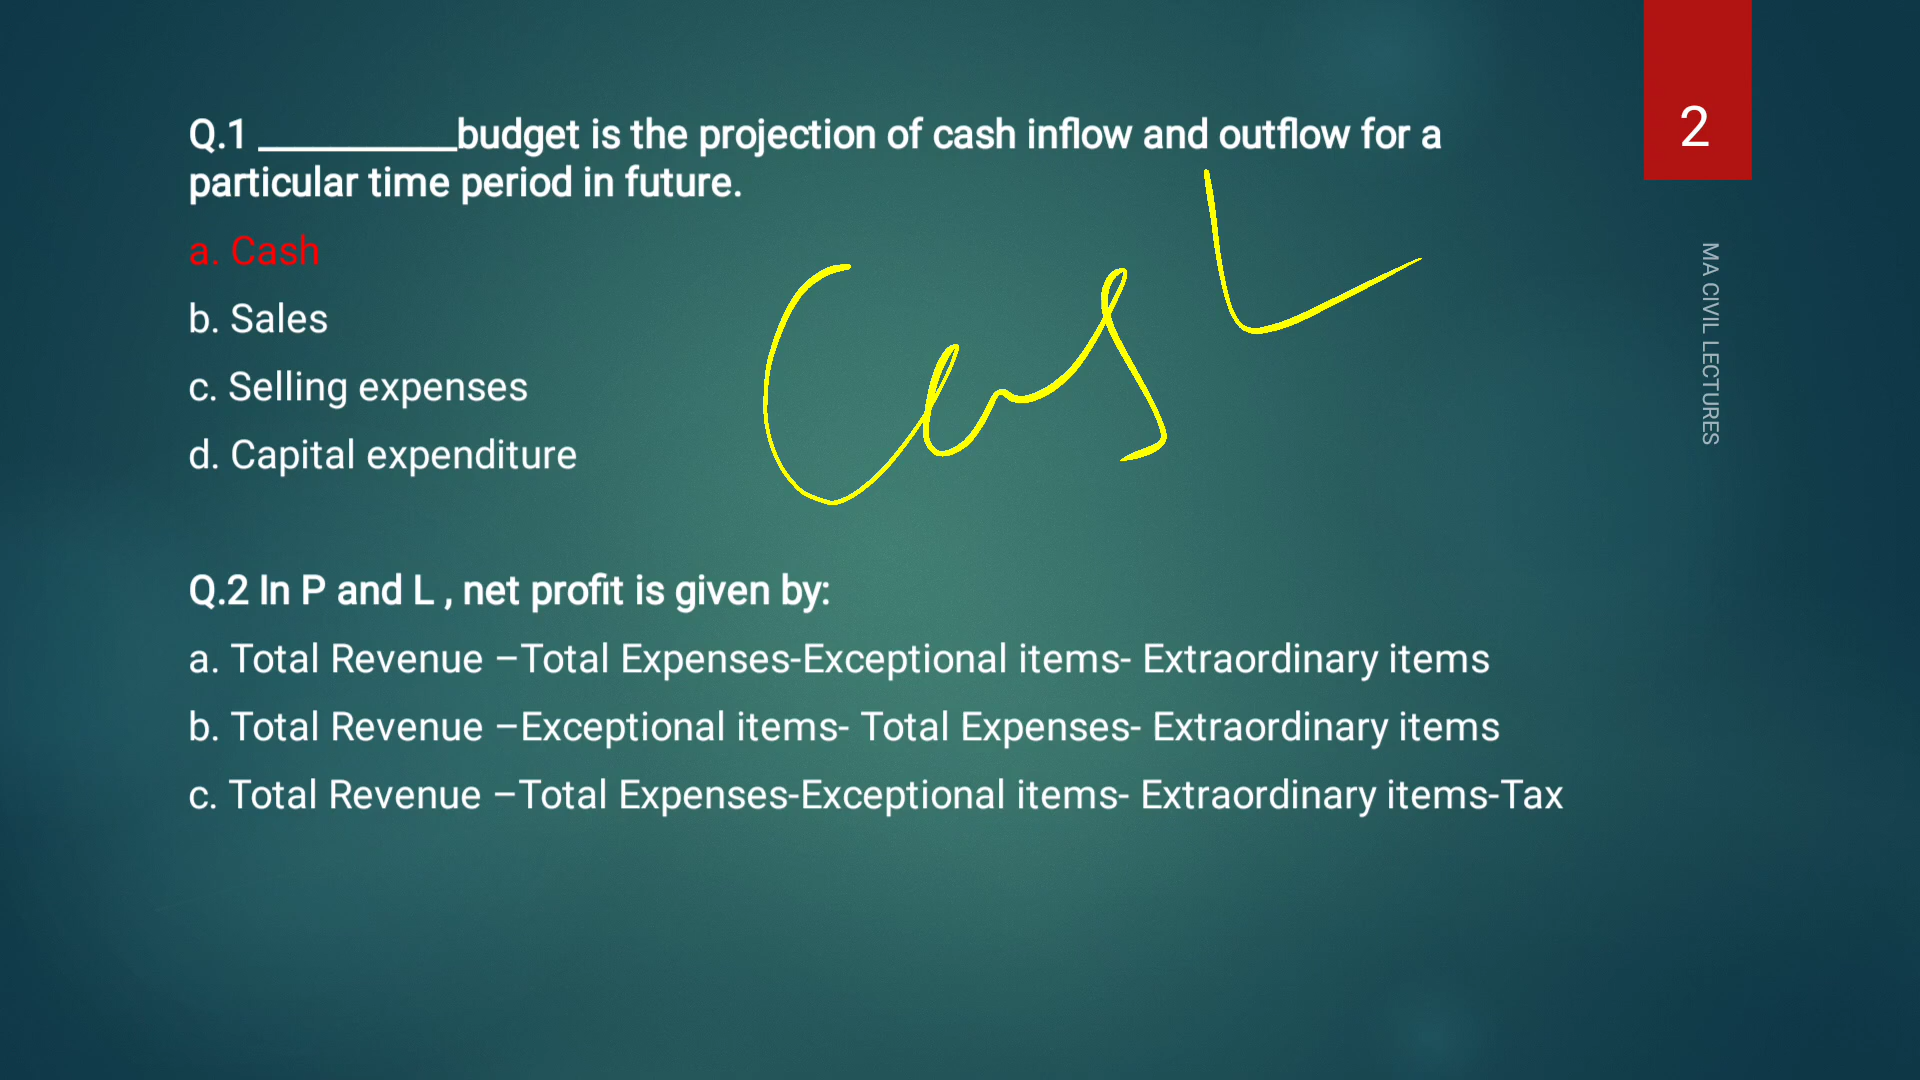 2
Q.1 __________budget is the projection of cash inflow and outflow for a
particular time period in future.
a. Cash
b. Sales
c. Selling expenses
d. Capital expenditure
Cas
Q.2 In P and L , net profit is given by:
a. Total Revenue –Total Expenses-Exceptional items- Extraordinary items
b. Total Revenue –Exceptional items- Total Expenses- Extraordinary items
c. Total Revenue –Total Expenses-Exceptional items- Extraordinary items-Tax
MA CIVIL LECTURES